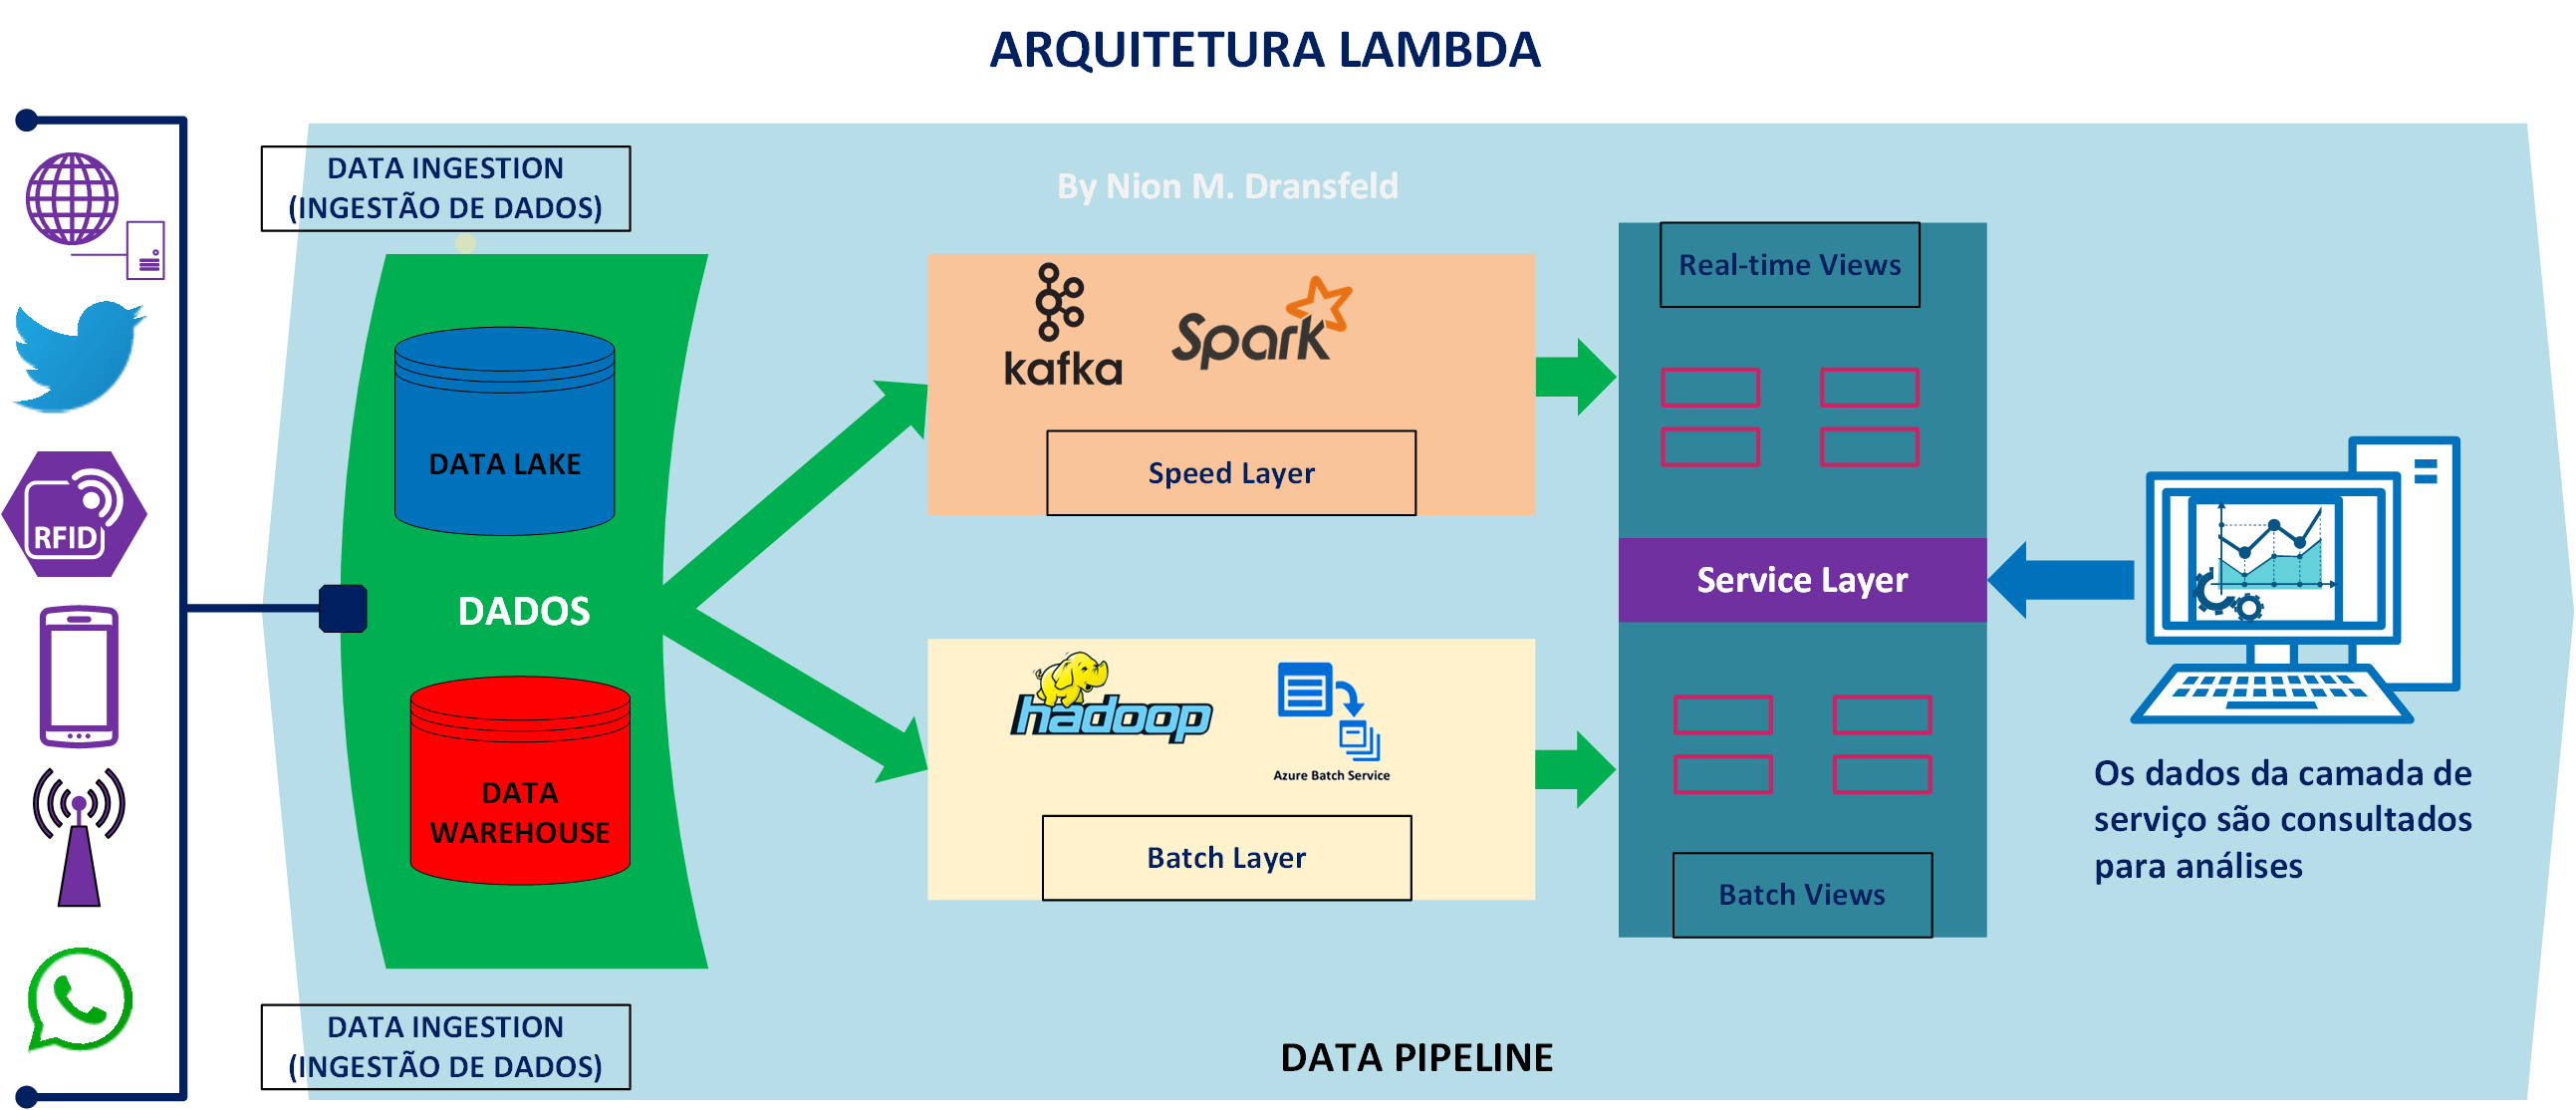 ARQUITETURA LAMBDA
DATA INGESTION
(INGESTÃO DE DADOS)
By Nion M. Dransfeld
Real-time Views
kafka
Spark
DATA LAKE
Speed Layer
RFID
Service Layer
DADOS
hadoop
Azure Batch Service
DATA
WAREHOUSE
Batch Layer
Batch Views
Os dados da camada de
serviço são consultados
para análises
DATA INGESTION
(INGESTÃO DE DADOS)
DATA PIPELINE